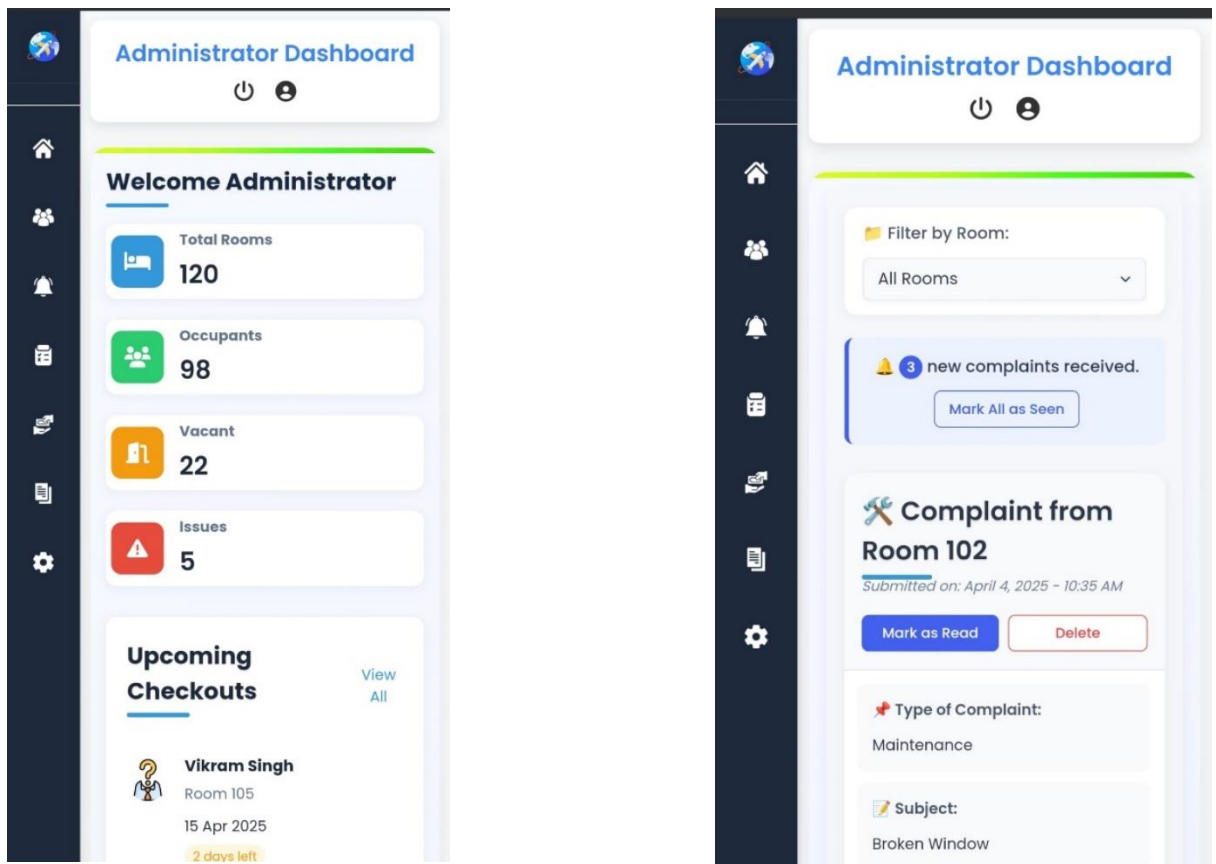 Administrator Dashboard
Welcome Administrator
Total Rooms
120
Occupants
98
Vacant
22
Issues
5
Upcoming
Checkouts
View
All
Vikram Singh
Room 105
15 Apr 2025
2 days left
Administrator Dashboard
Filter by Room:
All Rooms
3 new complaints received.
Mark All as Seen
Complaint from
Room 102
Submitted on: April 4, 2025 - 10:35 AM
Mark as Read
Delete
Type of Complaint:
Maintenance
Subject:
Broken Window